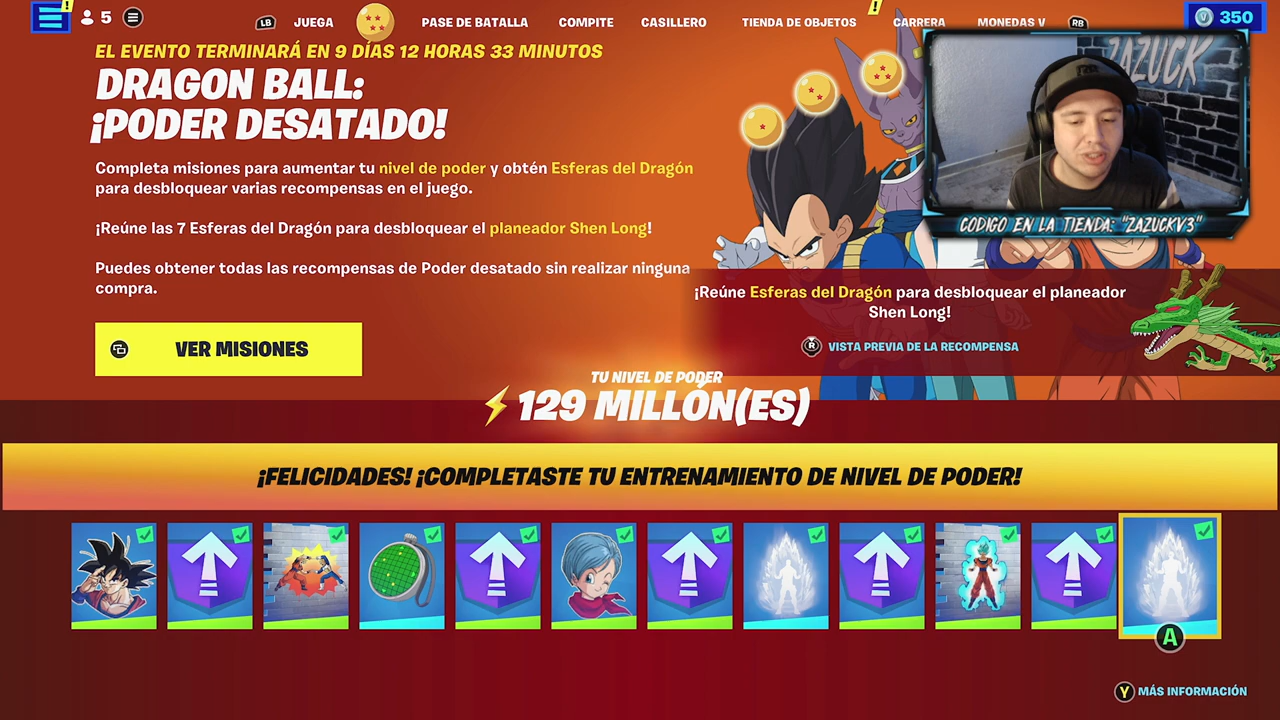 5
LB
JUEGA
PASE DE BATALLA
COMPITE
CASILLERO
TIENDA DE OBJETOS
CARRERA
MONEDAS V
RB
350
EL EVENTO TERMINARÁ EN 9 DÍAS 12 HORAS 33 MINUTOS
DRAGON BALL:
¡PODER DESATADO!
Completa misiones para aumentar tu nivel de poder y obtén Esferas del Dragón
para desbloquear varias recompensas en el juego.
¡Reúne las 7 Esferas del Dragón para desbloquear el planeador Shen Long!
Puedes obtener todas las recompensas de Poder desatado sin realizar ninguna
compra.
VER MISIONES
ZAZUCK
CODIGO EN LA TIENDA: "ZAZUCKV3"
¡Reúne Esferas del Dragón para desbloquear el planeador
Shen Long!
R
VISTA PREVIA DE LA RECOMPENSA
TU NIVEL DE PODER
129 MILLÓN(ES)
¡FELICIDADES! ¡COMPLETASTE TU ENTRENAMIENTO DE NIVEL DE PODER!
A
Y
MÁS INFORMACIÓN